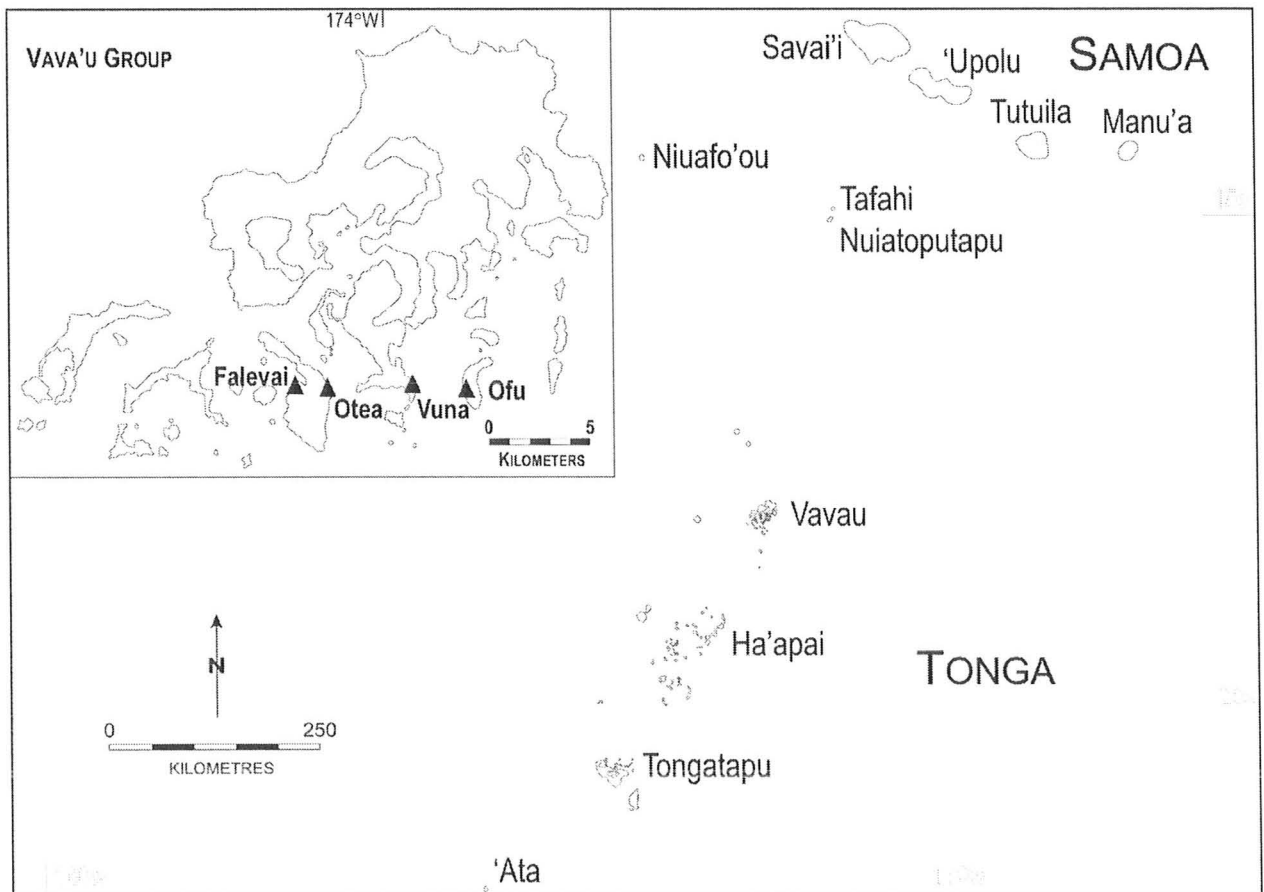 174°W
VAVA'U GROUP
Falevai
Otea
Vuna
Ofu
0 5
KILOMETERS
Savai'i
'Upolu
SAMOA
Tutuila
Manu'a
Niuafo'ou
Tafahi
Nuiatoputapu
Vavau
Ha'apai
TONGA
N
0 250
KILOMETRES
Tongatapu
'Ata